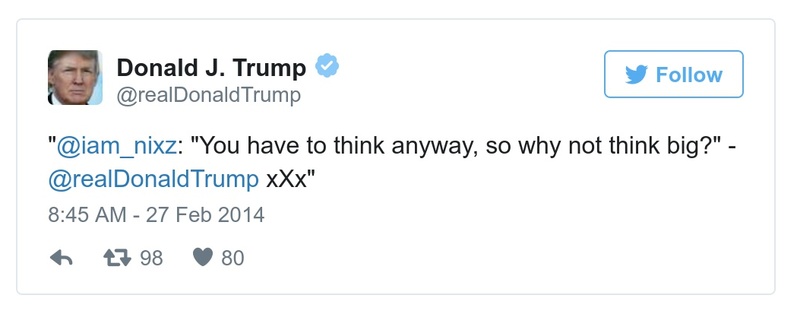 Donald J. Trump
@realDonaldTrump
Follow
"@iam_nixz: "You have to think anyway, so why not think big?" -
@realDonaldTrump xXx"
8:45 AM - 27 Feb 2014
98 80